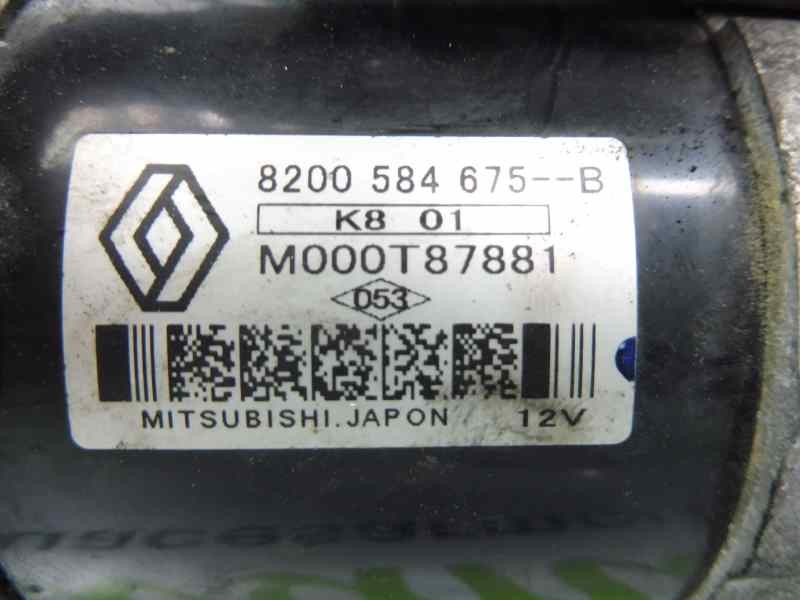 8200 584 675--B
K8 01
M000T87881
D53
MITSUBISHI.JAPON 12V